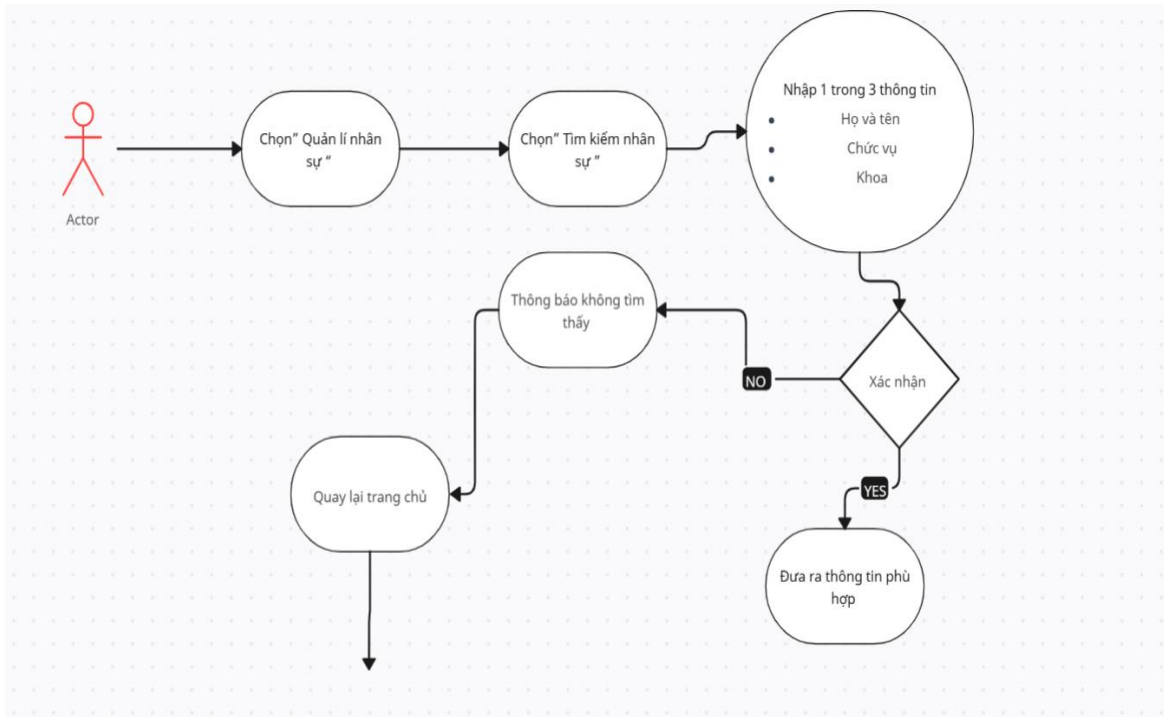 Nhập 1 trong 3 thông tin
Họ và tên
Chức vụ
Khoa
Chọn” Quản lí nhân
sự “
Chọn” Tìm kiếm nhân
sự ”
Actor
Thông báo không tìm
thấy
NO
Xác nhận
Quay lại trang chủ
YES
Đưa ra thông tin phù
hợp